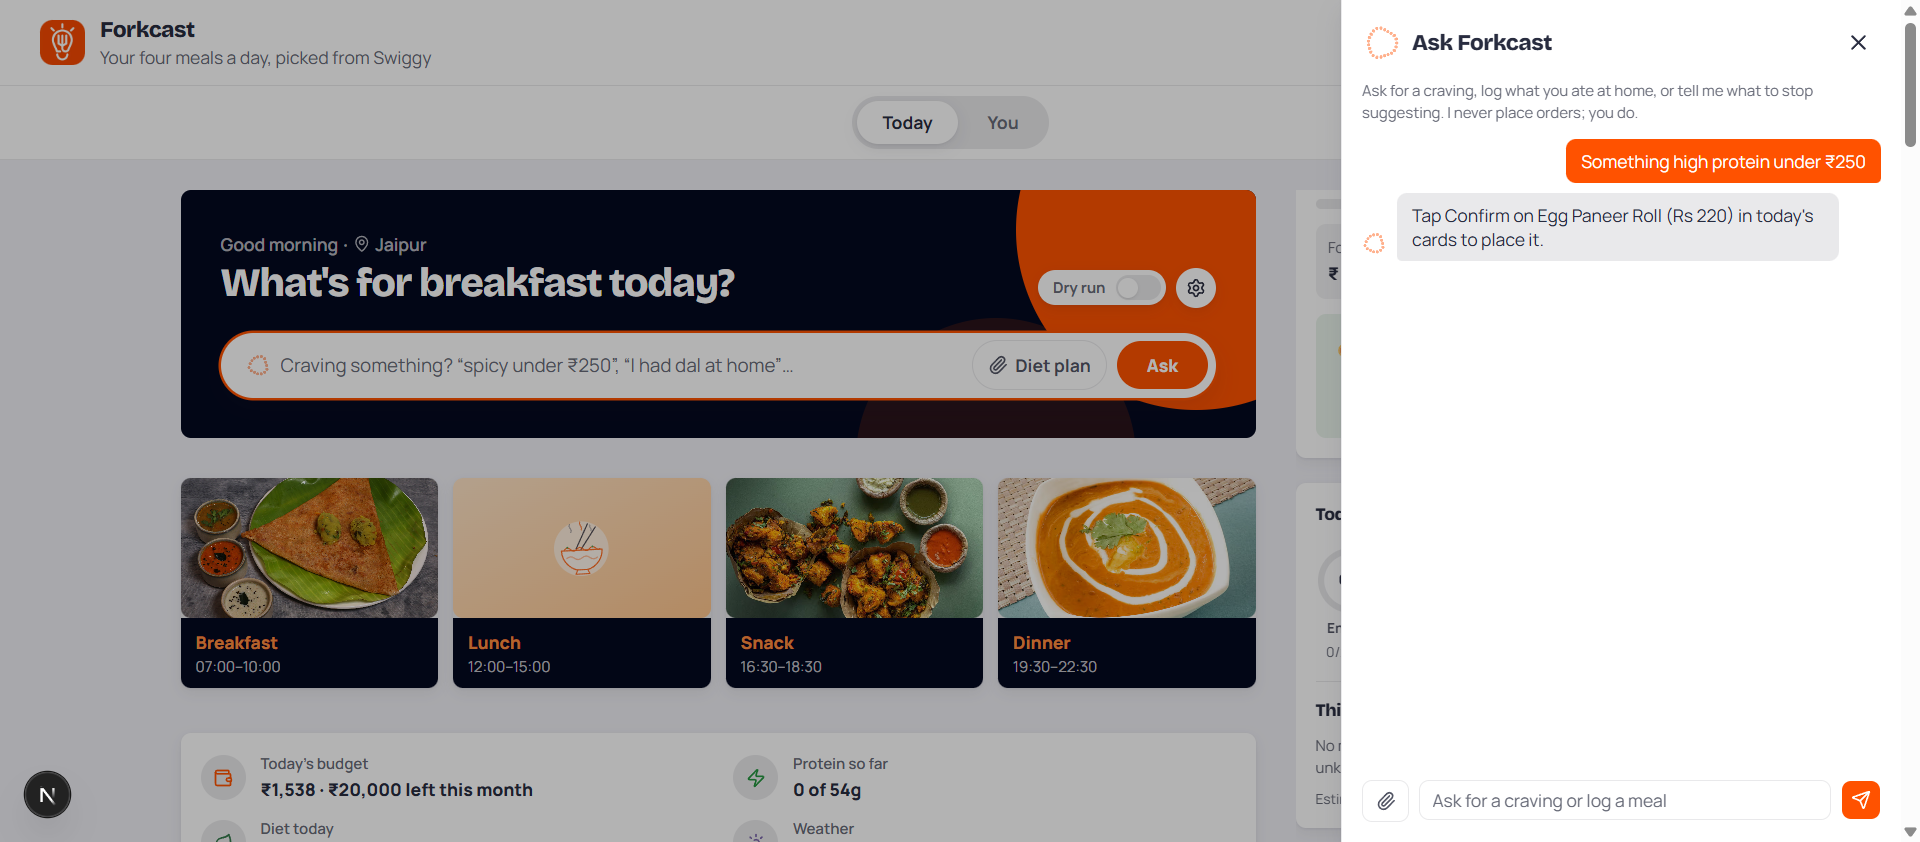 Forkcast
Your four meals a day, picked from Swiggy
Today
You
Good morning · Jaipur
What's for breakfast today?
Dry run
Craving something? “spicy under ₹250”, “I had dal at home”...
Diet plan
Ask
Breakfast
07:00–10:00
Lunch
12:00–15:00
Snack
16:30–18:30
Dinner
19:30–22:30
Today's budget
₹1,538 · ₹20,000 left this month
Protein so far
0 of 54g
Diet today
Weather
₹
0/
N
Ask Forkcast
Ask for a craving, log what you ate at home, or tell me what to stop
suggesting. I never place orders; you do.
Something high protein under ₹250
Tap Confirm on Egg Paneer Roll (Rs 220) in today's
cards to place it.
Ask for a craving or log a meal